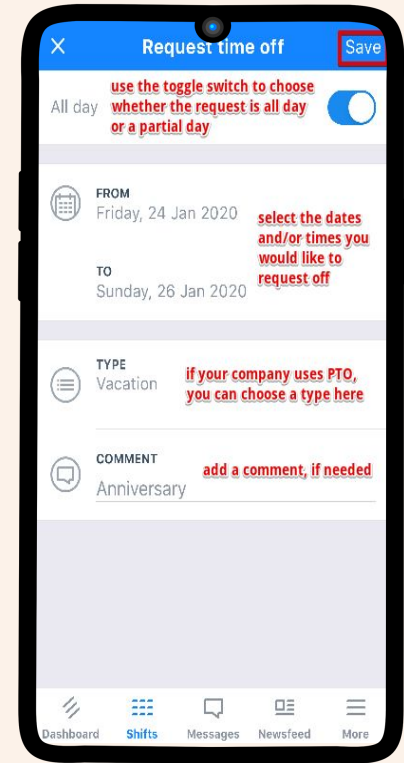 Request time off
Save
All day
use the toggle switch to choose
whether the request is all day
or a partial day
FROM
Friday, 24 Jan 2020
TO
Sunday, 26 Jan 2020
select the dates
and/or times you
would like to
request off
TYPE
Vacation
if your company uses PTO,
you can choose a type here
COMMENT
Anniversary
add a comment, if needed
Dashboard
Shifts
Messages
Newsfeed
More